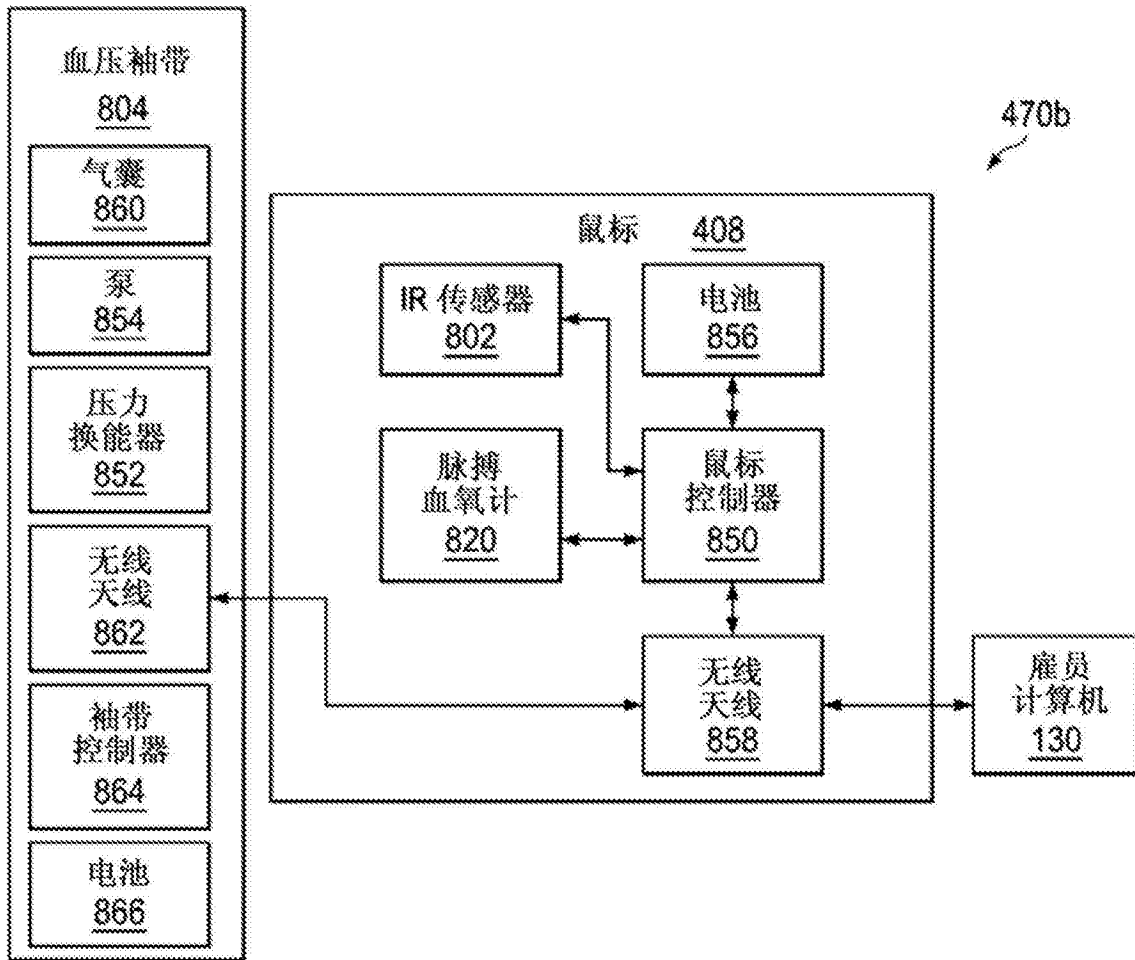 血压袖带
804
气囊
860
泵
854
压力
换能器
852
无线
天线
862
袖带
控制器
864
电池
866
470b
鼠标 408
IR 传感器
802
电池
856
脉搏
血氧计
820
鼠标
控制器
850
无线
天线
858
雇员
计算机
130